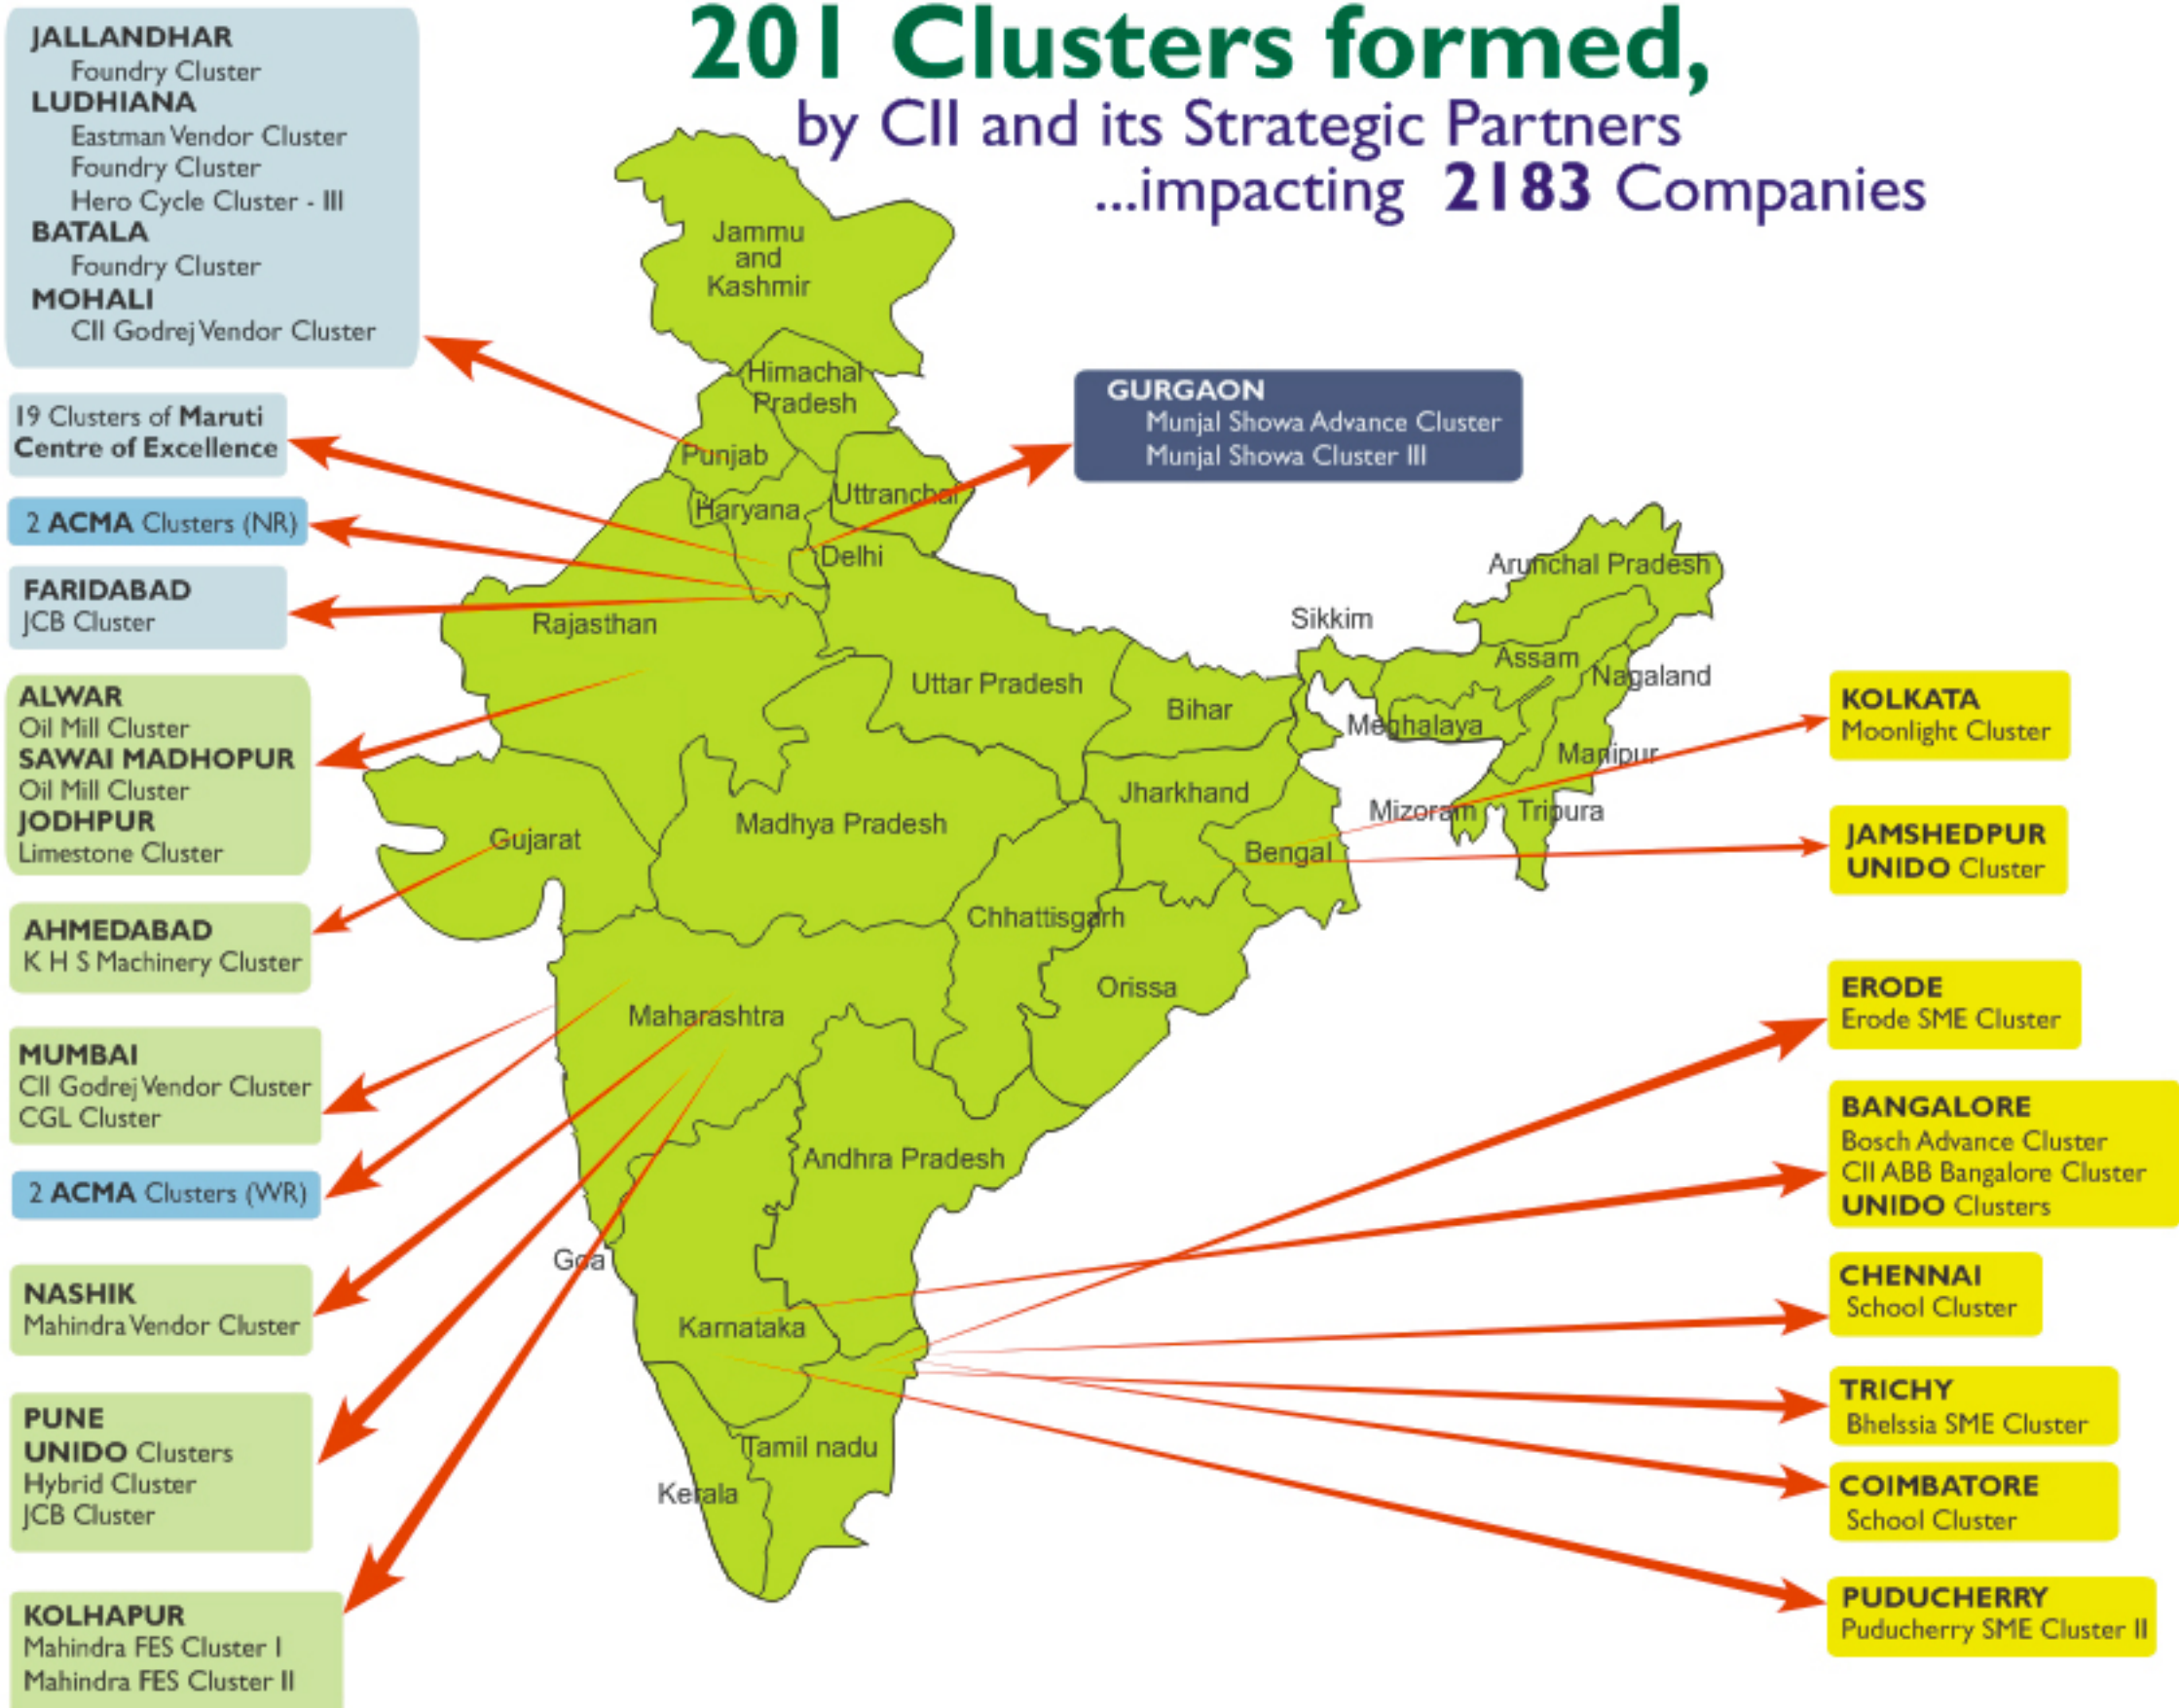 201 Clusters formed,
by CII and its Strategic Partners
...impacting 2183 Companies
JALLANDHAR
Foundry Cluster
LUDHIANA
Eastman Vendor Cluster
Foundry Cluster
Hero Cycle Cluster - III
BATALA
Foundry Cluster
MOHALI
CII Godrej Vendor Cluster
19 Clusters of Maruti
Centre of Excellence
2 ACMA Clusters (NR)
FARIDABAD
JCB Cluster
ALWAR
Oil Mill Cluster
SAWAI MADHOPUR
Oil Mill Cluster
JODHPUR
Limestone Cluster
AHMEDABAD
K H S Machinery Cluster
MUMBAI
CII Godrej Vendor Cluster
CGL Cluster
2 ACMA Clusters (WR)
NASHIK
Mahindra Vendor Cluster
PUNE
UNIDO Clusters
Hybrid Cluster
JCB Cluster
KOLHAPUR
Mahindra FES Cluster I
Mahindra FES Cluster II
Jammu
and
Kashmir
Himachal
Pradesh
Punjab
Uttranchal
Haryana
Delhi
Rajasthan
Uttar Pradesh
Bihar
Sikkim
Arunchal Pradesh
Assam
Nagaland
Meghalaya
Manipur
Mizoram
Tripura
Jharkhand
Bengal
Madhya Pradesh
Gujarat
Chhattisgarh
Orissa
Maharashtra
Andhra Pradesh
Goa
Karnataka
Tamil nadu
Kerala
GURGAON
Munjal Showa Advance Cluster
Munjal Showa Cluster III
KOLKATA
Moonlight Cluster
JAMSHEDPUR
UNIDO Cluster
ERODE
Erode SME Cluster
BANGALORE
Bosch Advance Cluster
CII ABB Bangalore Cluster
UNIDO Clusters
CHENNAI
School Cluster
TRICHY
Bhelssia SME Cluster
COIMBATORE
School Cluster
PUDUCHERRY
Puducherry SME Cluster II